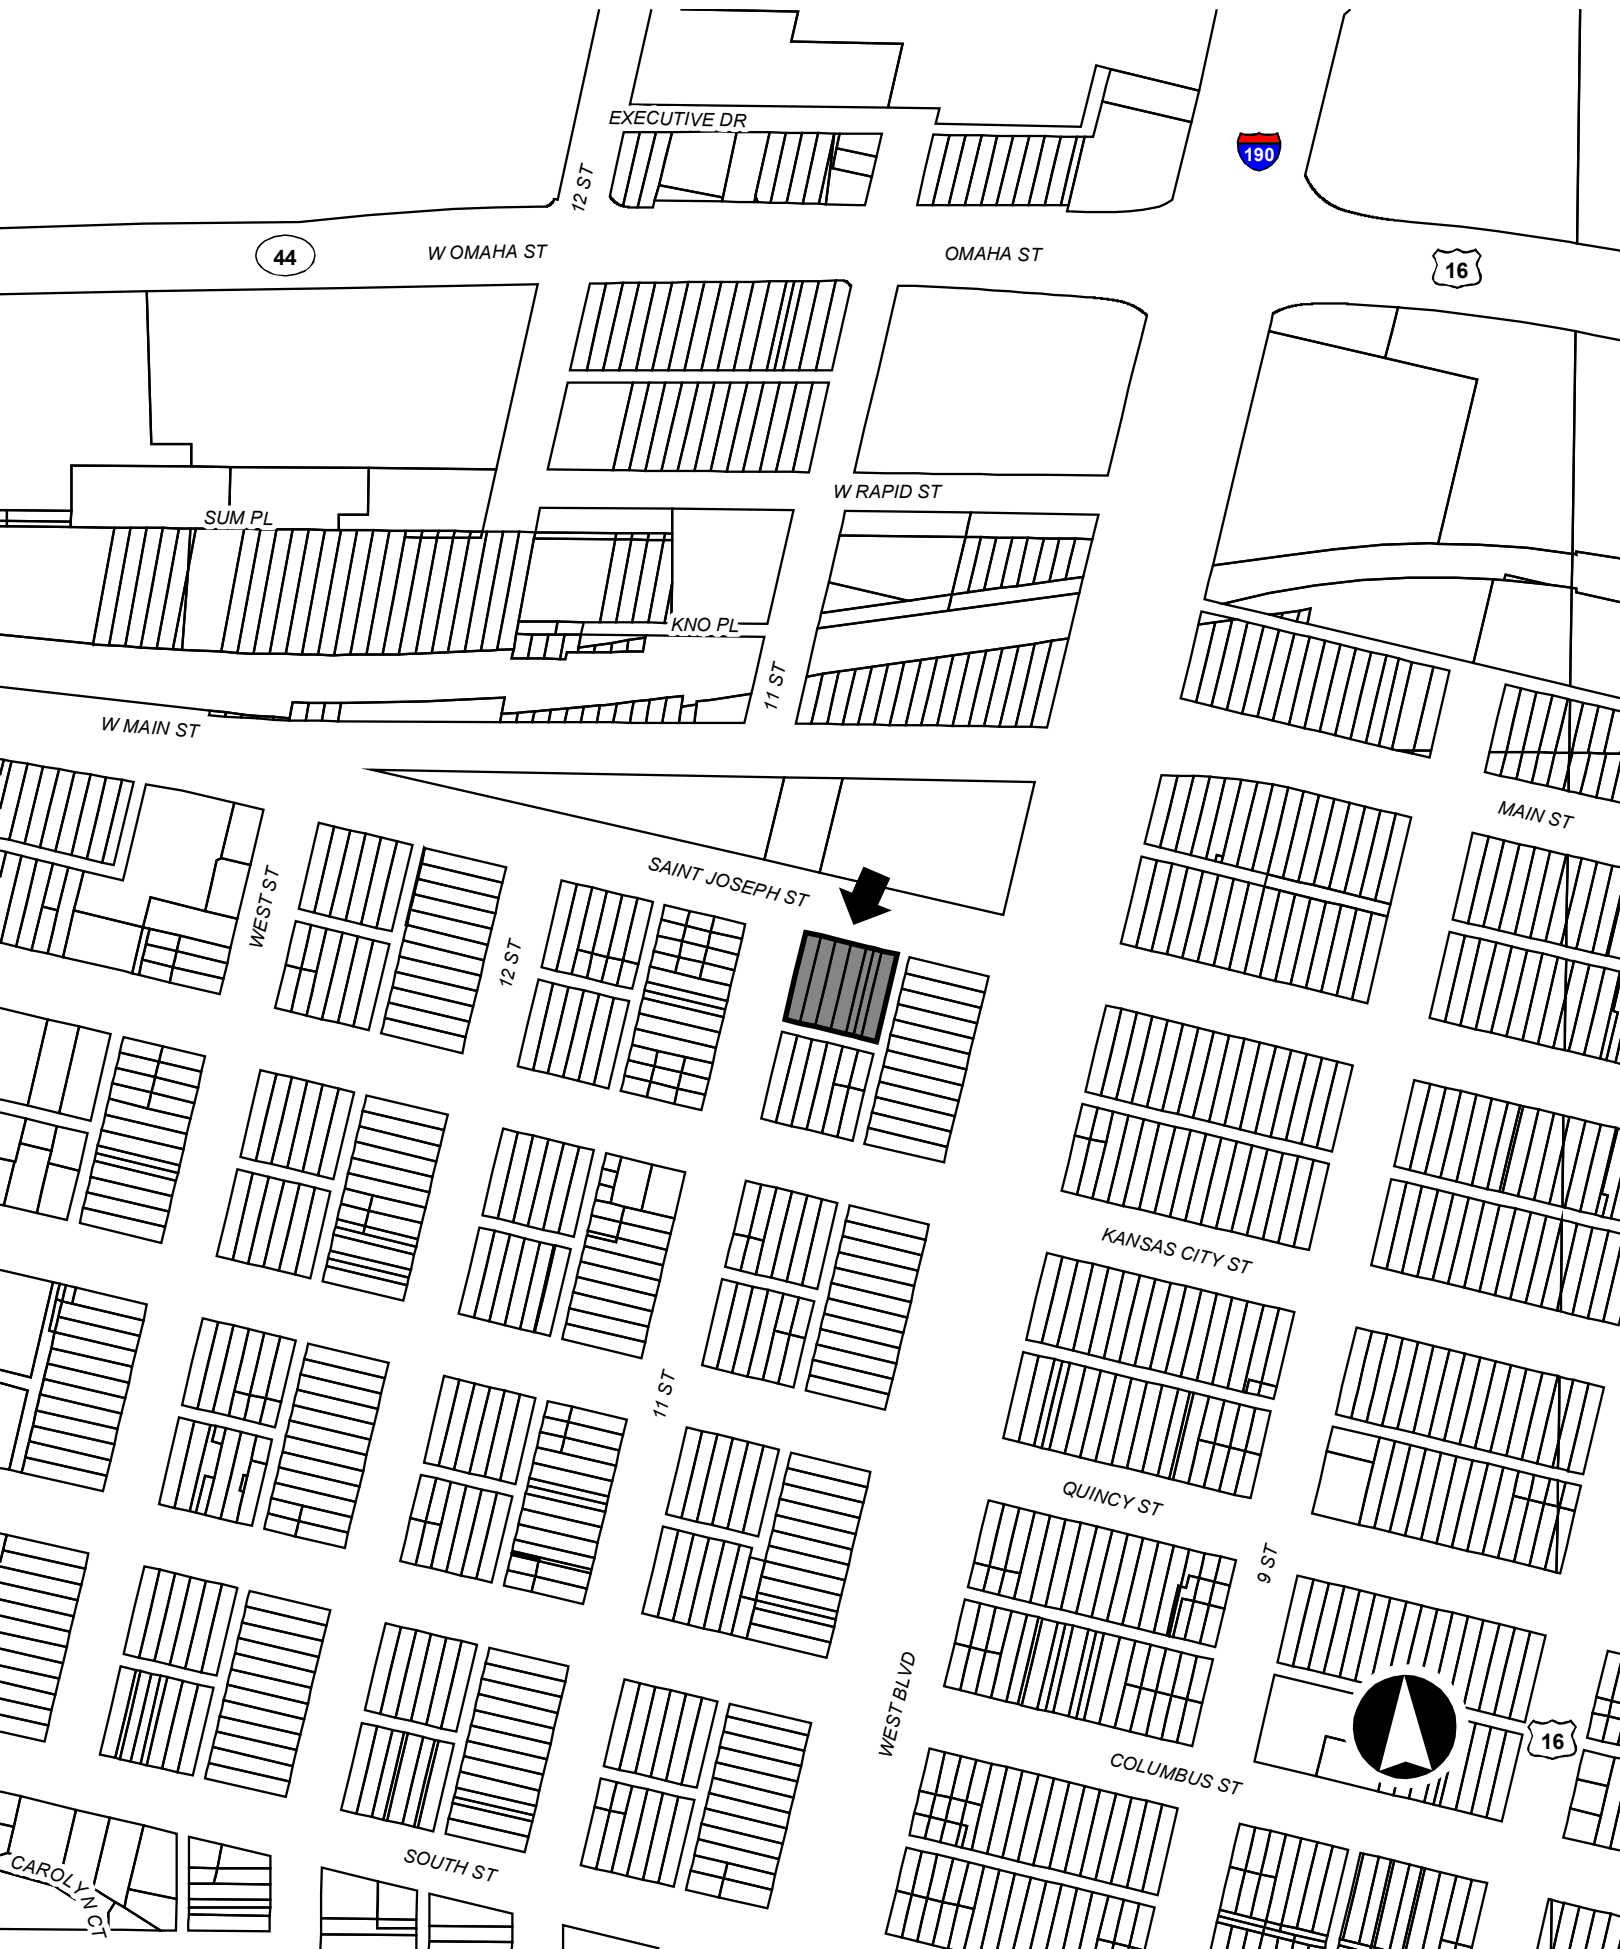 EXECUTIVE DR
190
12 ST
44
W OMAHA ST
OMAHA ST
16
W RAPID ST
SUM PL
KNO PL
11 ST
W MAIN ST
MAIN ST
SAINT JOSEPH ST
WEST ST
12 ST
KANSAS CITY ST
11 ST
QUINCY ST
9 ST
WEST BLVD
16
COLUMBUS ST
SOUTH ST
CAROLYN CT